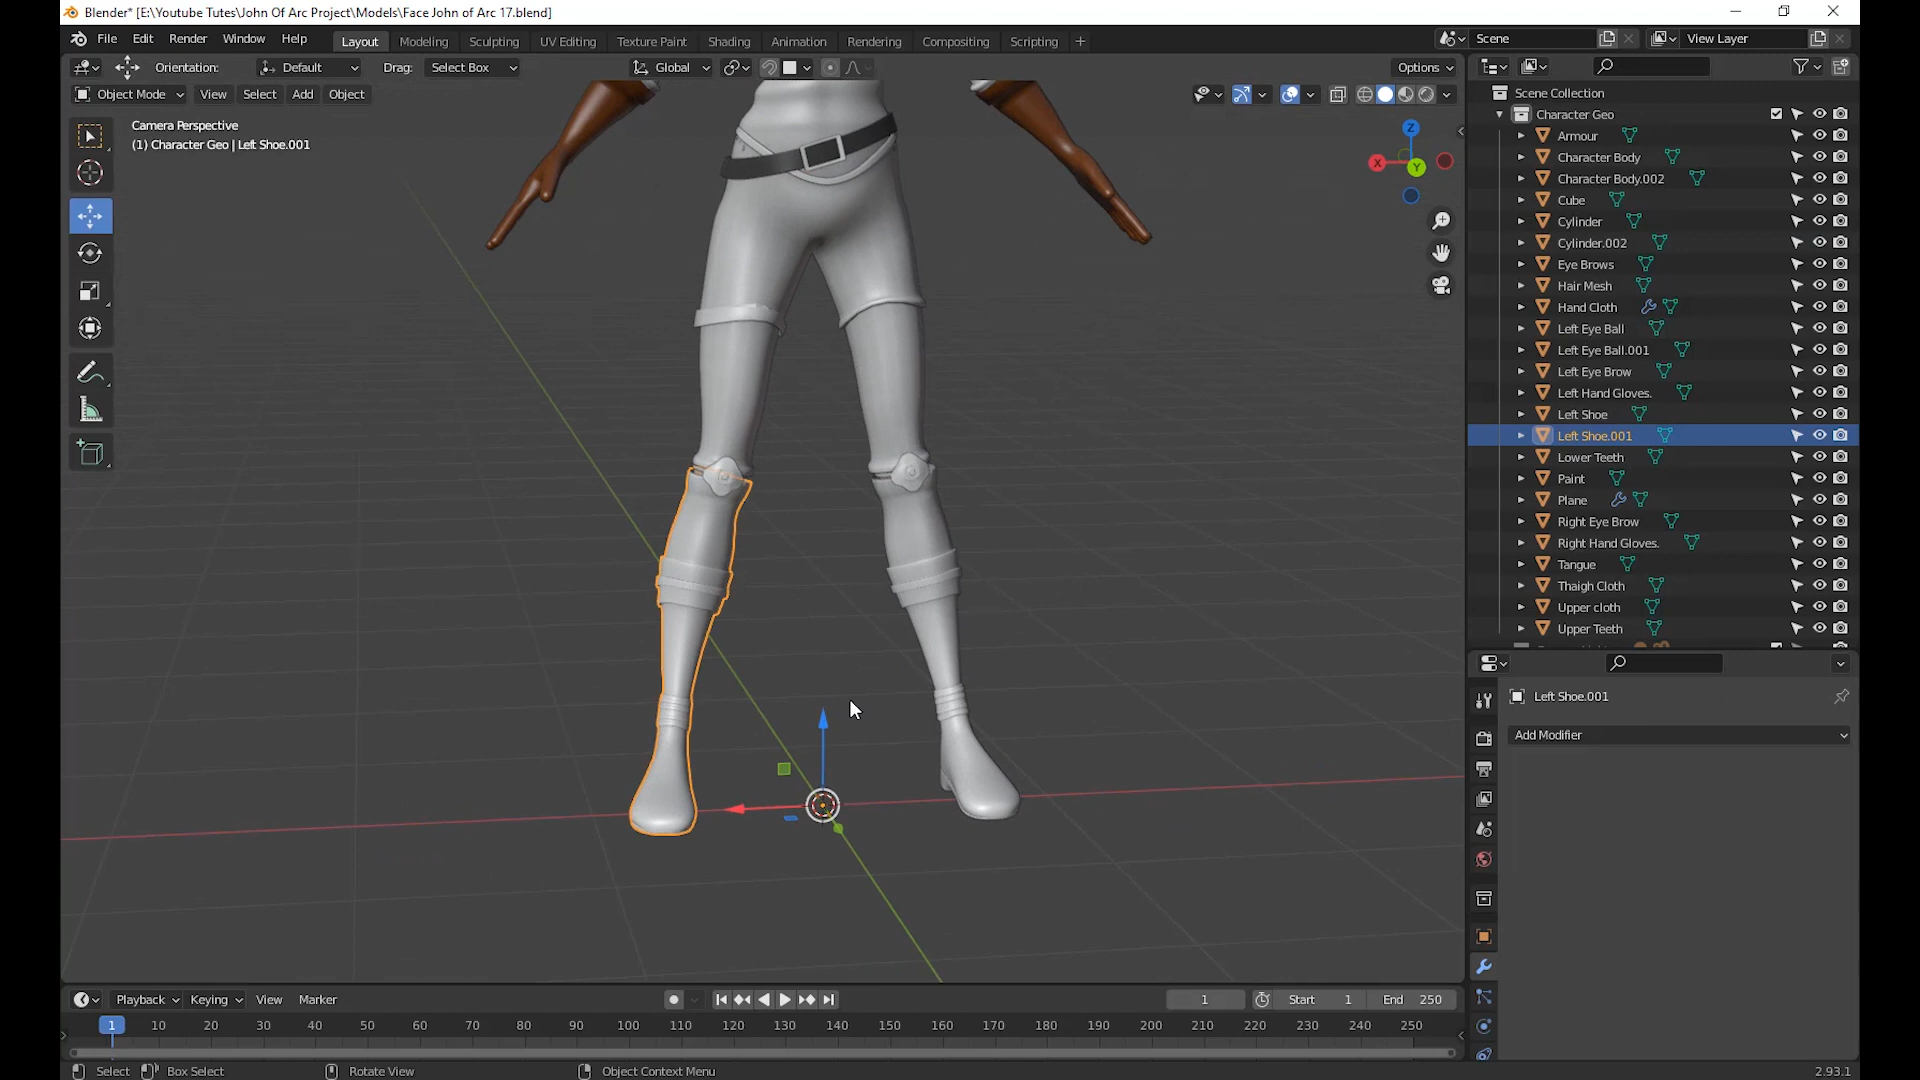 Blender* [E:\Youtube Tutes\John Of Arc Project\Models\Face John of Arc 17.blend]
File Edit Render Window Help Layout Modeling Sculpting UV Editing Texture Paint Shading Animation Rendering Compositing Scripting + Scene View Layer
Orientation: Default Drag: Select Box Global Options
Object Mode View Select Add Object
Camera Perspective
(1) Character Geo | Left Shoe.001
Z
X
Y
Scene Collection
Character Geo
Armour
Character Body
Character Body.002
Cube
Cylinder
Cylinder.002
Eye Brows
Hair Mesh
Hand Cloth
Left Eye Ball
Left Eye Ball.001
Left Eye Brow
Left Hand Gloves.
Left Shoe
Left Shoe.001
Lower Teeth
Paint
Plane
Right Eye Brow
Right Hand Gloves.
Tangue
Thaigh Cloth
Upper cloth
Upper Teeth
Left Shoe.001
Add Modifier
Playback Keying View Marker 1 Start 1 End 250
1 10 20 30 40 50 60 70 80 90 100 110 120 130 140 150 160 170 180 190 200 210 220 230 240 250
Select Box Select Rotate View Object Context Menu 2.93.1